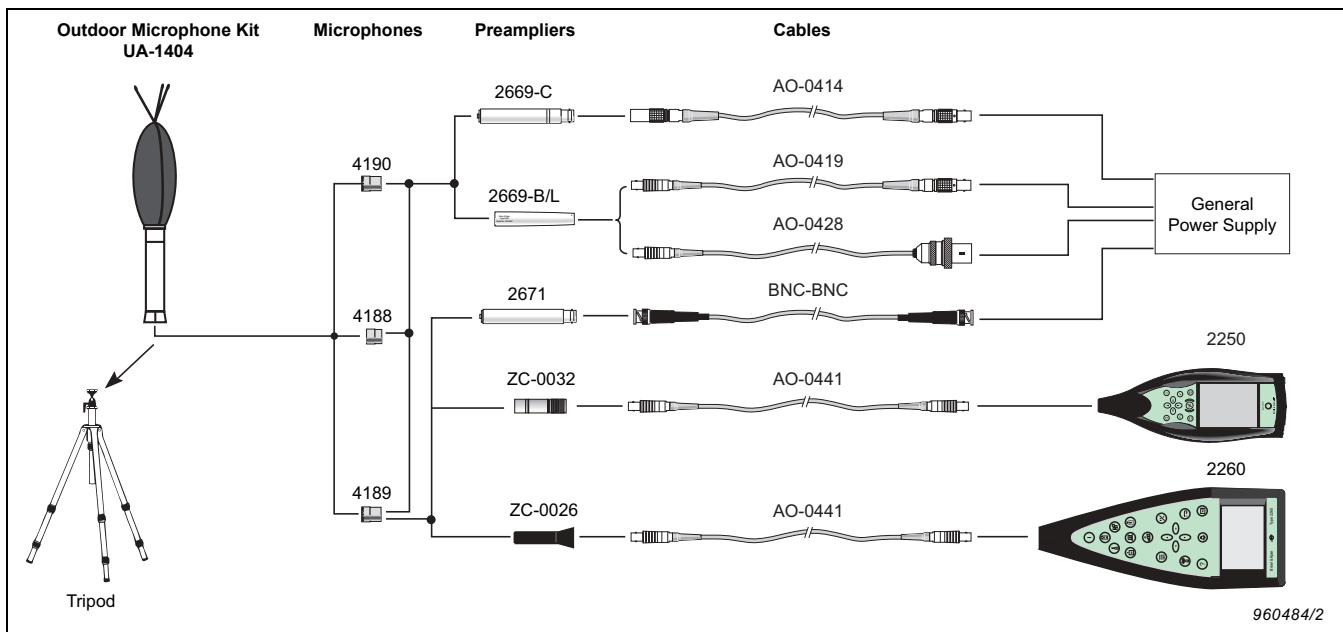 Outdoor Microphone Kit
UA-1404
Microphones
Preampliers
Cables
2669-C
AO-0414
4190
AO-0419
2669-B/L
AO-0428
General
Power Supply
2671
BNC-BNC
4188
2250
ZC-0032
AO-0441
4189
2260
ZC-0026
AO-0441
Tripod
960484/2